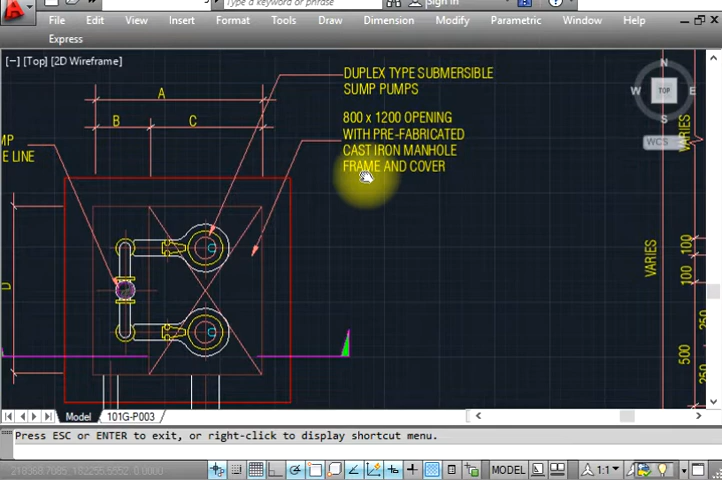 Type a keyword or phrase
Sign In
File Edit View Insert Format Tools Draw Dimension Modify Parametric Window Help
Express
[−] [Top] [2D Wireframe]
N
W TOP E
S
WCS
A
B C
DUPLEX TYPE SUBMERSIBLE
SUMP PUMPS
800 x 1200 OPENING
WITH PRE-FABRICATED
CAST IRON MANHOLE
FRAME AND COVER
MP
E LINE
D
VARIES
VARIES
100
100
250
500
250
Model 101G-P003
Press ESC or ENTER to exit, or right-click to display shortcut menu.
MODEL 1:1